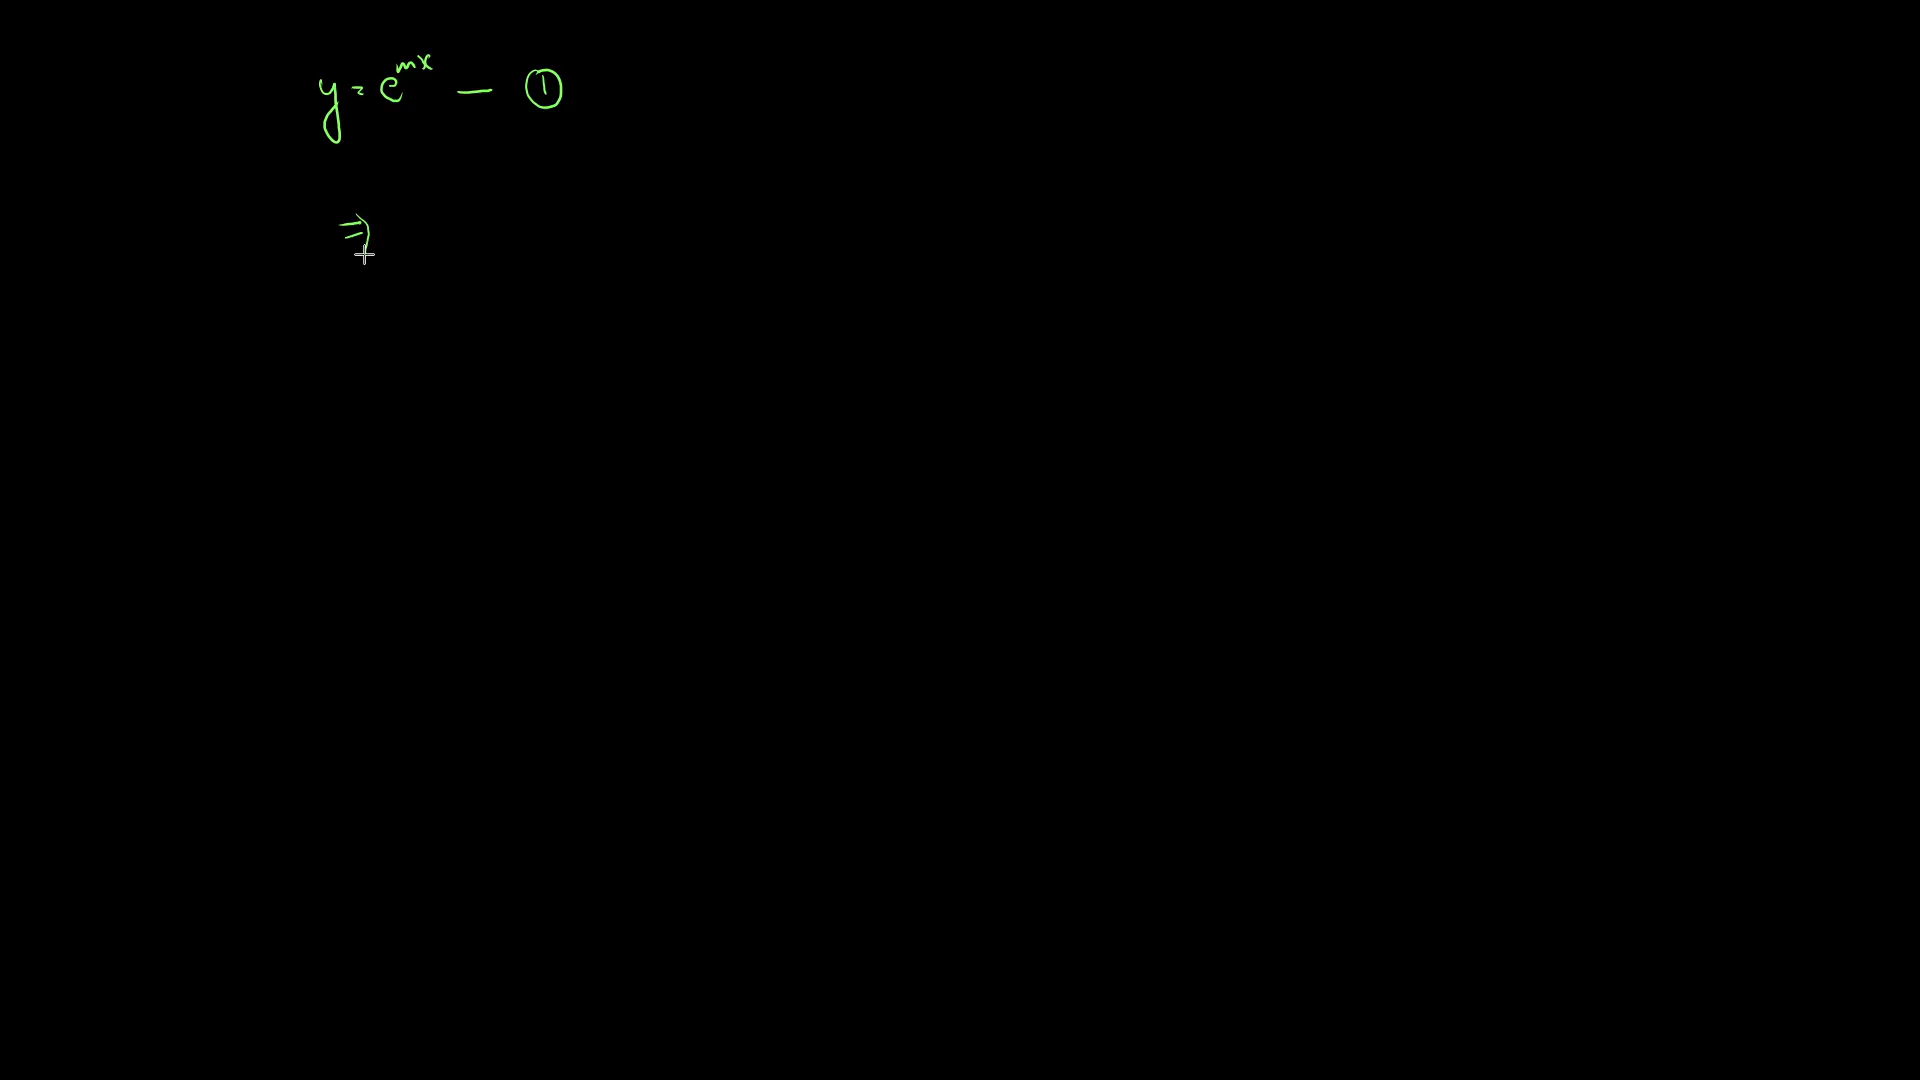 y = e^{mx} — ①
⇒